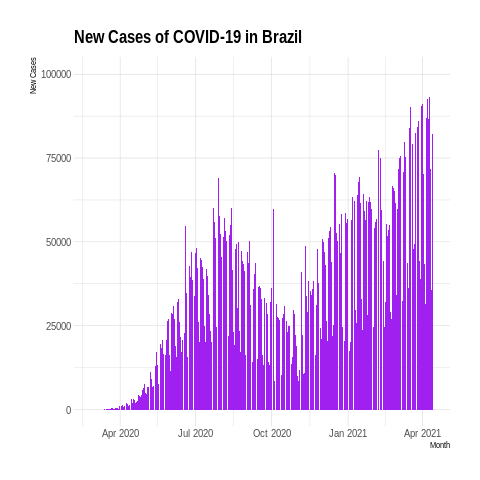 New Cases of COVID-19 in Brazil
New Cases
100000
75000
50000
25000
0
Apr 2020 Jul 2020 Oct 2020 Jan 2021 Apr 2021
Month